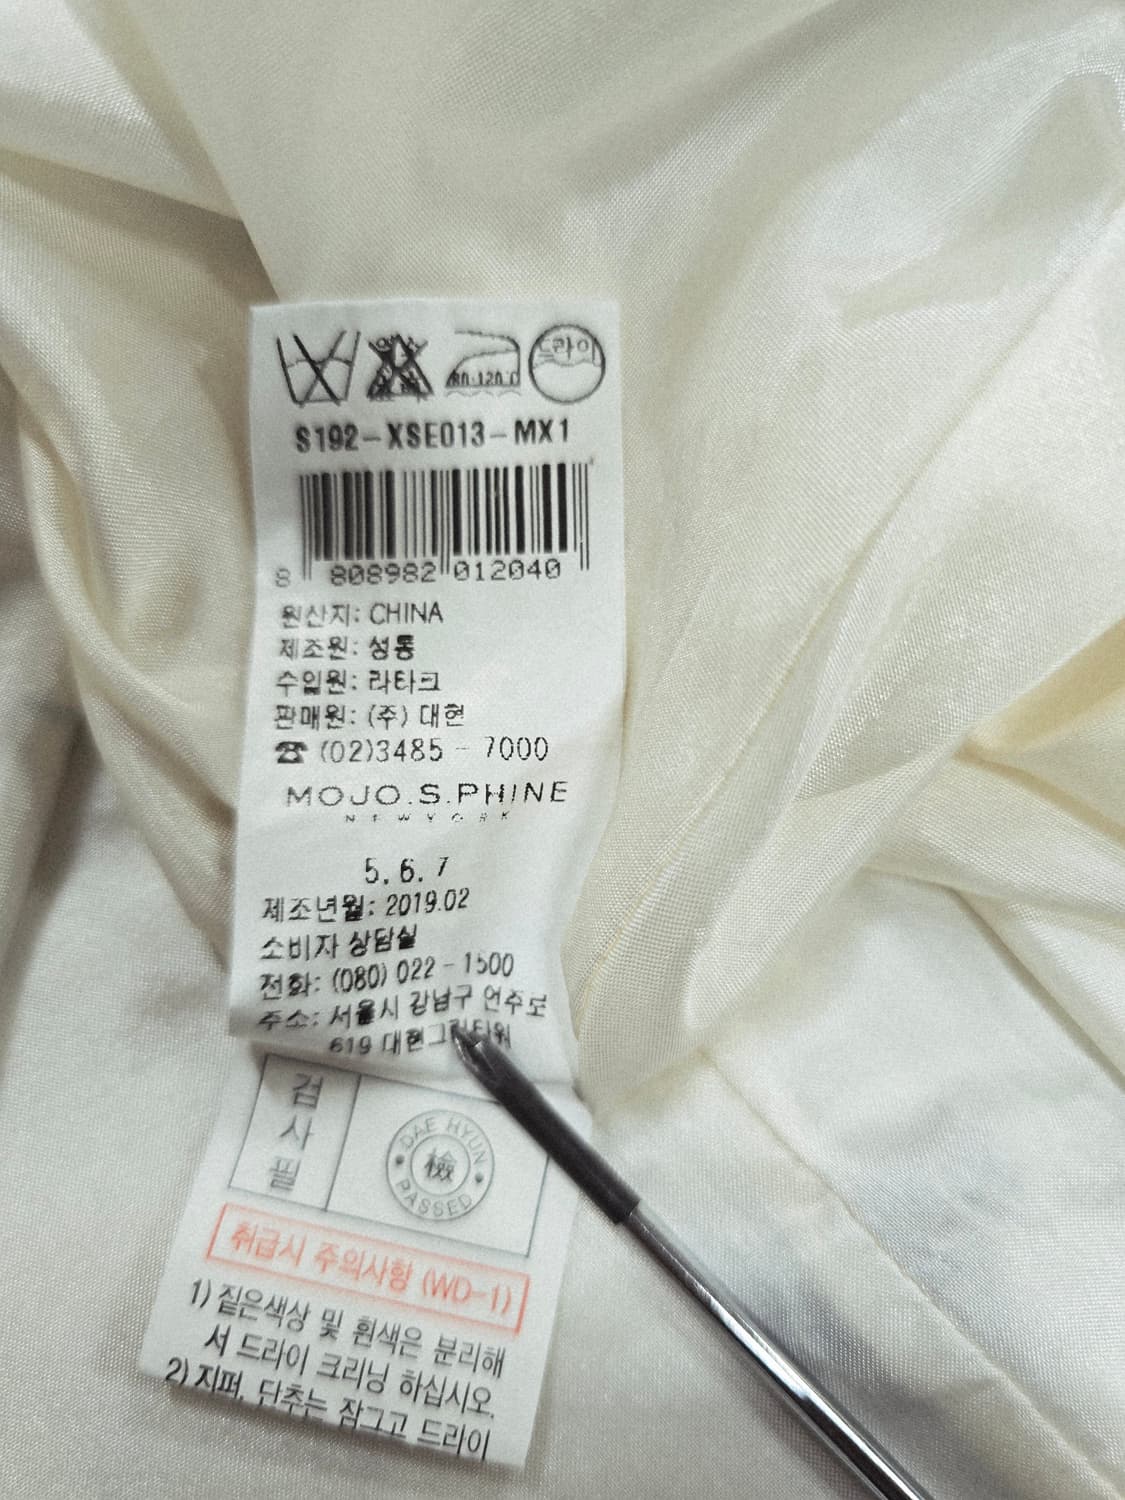 드라이
80-120℃
S192-XSE013-MX1
8 808982 012040
원산지: CHINA
제조원: 성통
수입원: 라타크
판매원: (주) 대현
☎ (02)3485 - 7000
MOJO.S.PHINE
NEW YORK
5. 6. 7
제조년월: 2019.02
소비자 상담실
전화: (080) 022 - 1500
주소: 서울시 강남구 언주로
619 대현그린타워
검사필
DAE HYUN
檢
PASSED
취급시 주의사항 (WD-1)
1) 짙은색상 및 흰색은 분리해
서 드라이 크리닝 하십시오.
2) 지퍼, 단추는 잠그고 드라이